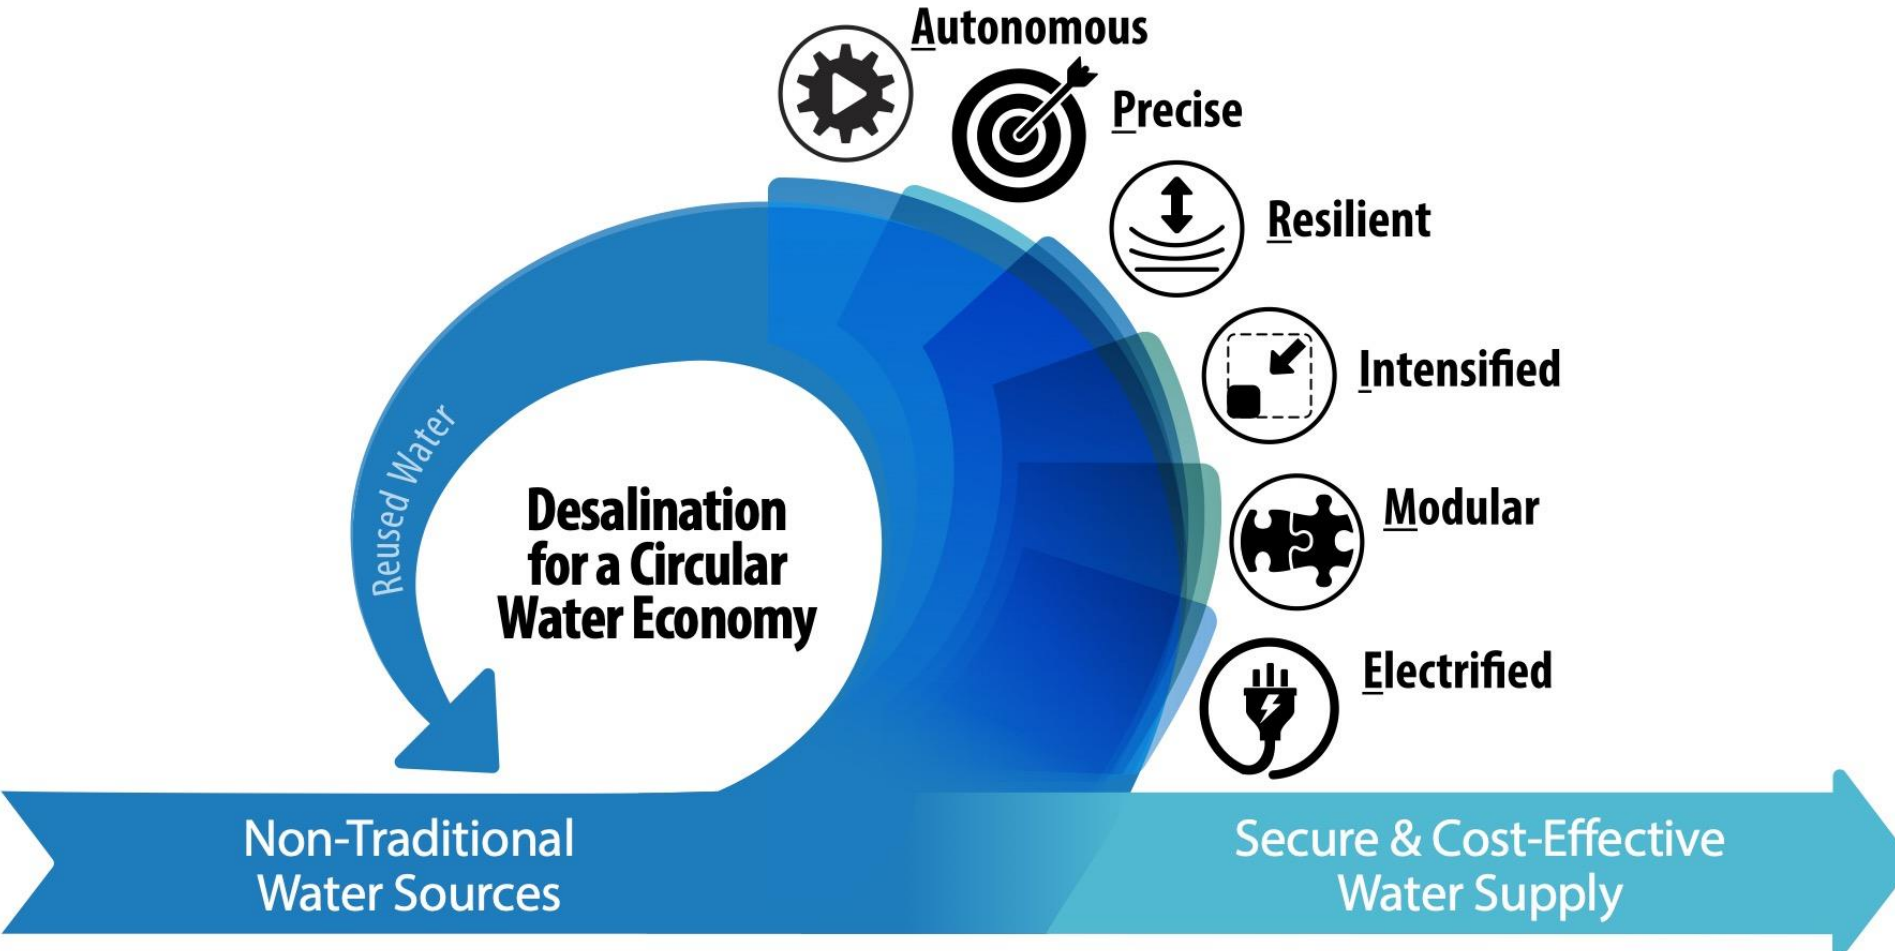 Autonomous
Precise
Resilient
Intensified
Modular
Electrified
Reused Water
Desalination
for a Circular
Water Economy
Non-Traditional
Water Sources
Secure & Cost-Effective
Water Supply